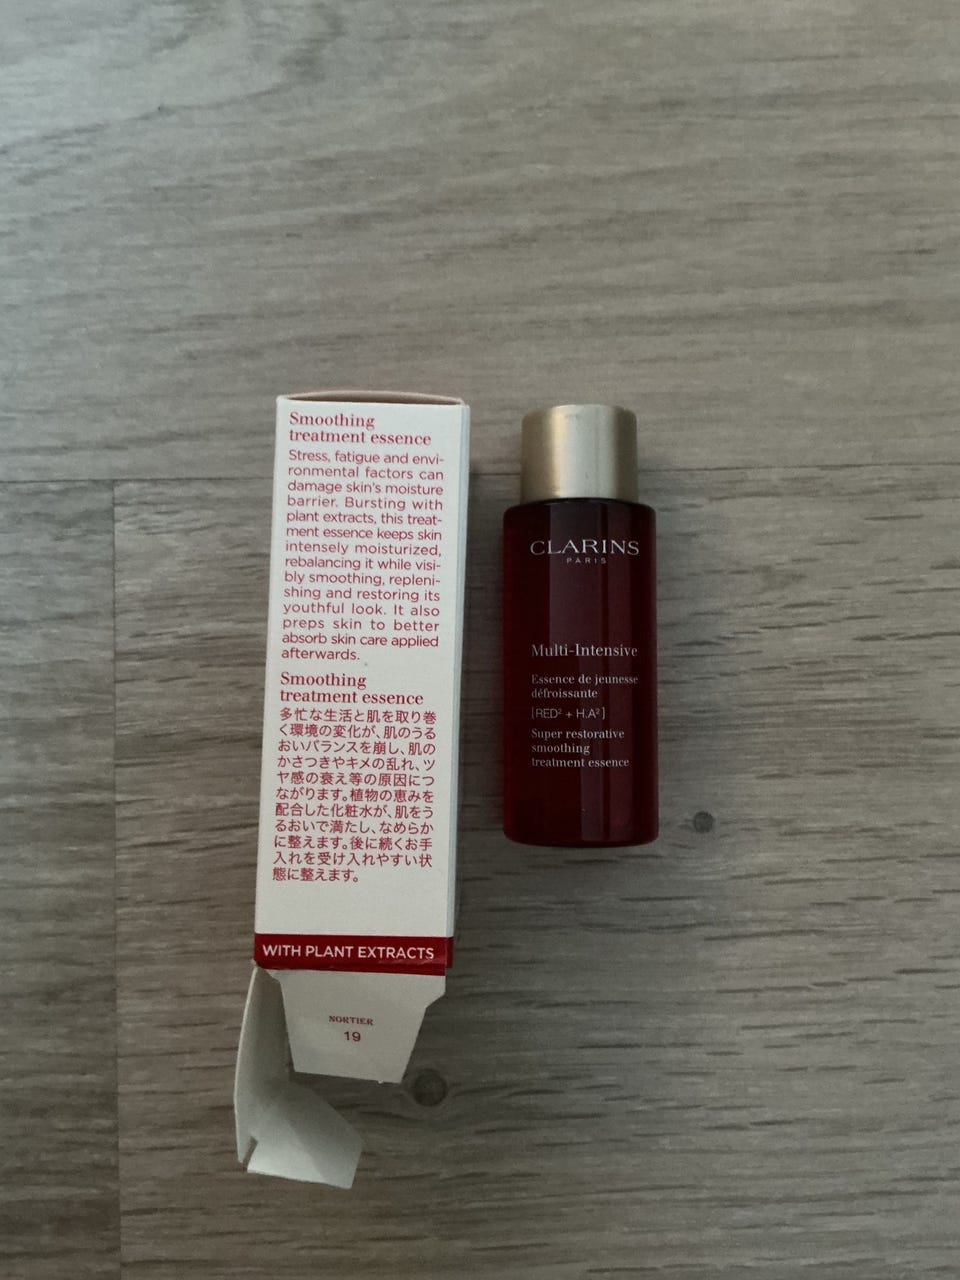 Smoothing
treatment essence
Stress, fatigue and envi-
ronmental factors can
damage skin's moisture
barrier. Bursting with
plant extracts, this treat-
ment essence keeps skin
intensely moisturized,
rebalancing it while visi-
bly smoothing, repleni-
shing and restoring its
youthful look. It also
preps skin to better
absorb skin care applied
afterwards.
Smoothing
treatment essence
多忙な生活と肌を取り巻
く環境の変化が、肌のうる
おいバランスを崩し、肌の
かさつきやキメの乱れ、ツ
ヤ感の衰え等の原因につ
ながります。植物の恵みを
配合した化粧水が、肌をう
るおいで満たし、なめらか
に整えます。後に続くお手
入れを受け入れやすい状
態に整えます。
WITH PLANT EXTRACTS
NORTIER
19
CLARINS
PARIS
Multi-Intensive
Essence de jeunesse
défroissante
[RED² + H.A²]
Super restorative
smoothing
treatment essence